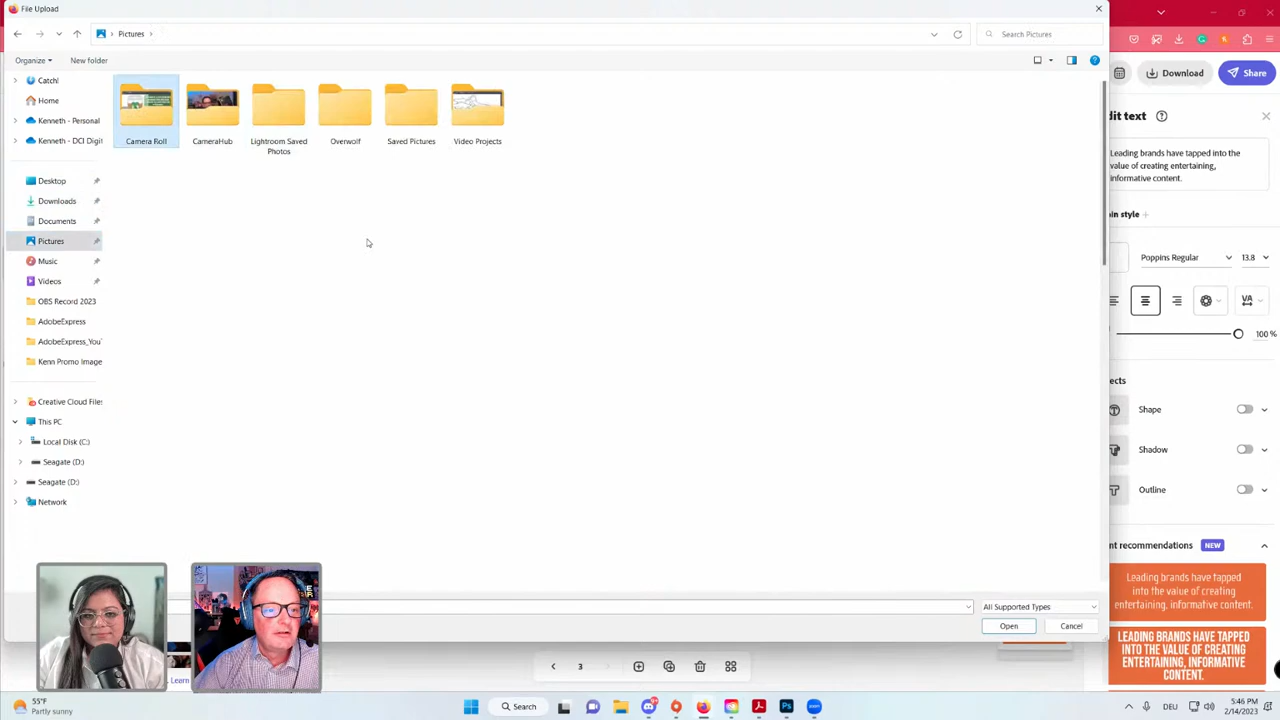 File Upload
Pictures
Search Pictures
Organize
New folder
Download
Share
Catch!
Home
Kenneth - Personal
Kenneth - DCI Digit
Camera Roll
CameraHub
Lightroom Saved
Photos
Overwolf
Saved Pictures
Video Projects
dit text
Leading brands have tapped into the
value of creating entertaining,
informative content.
Desktop
Downloads
Documents
Pictures
Music
Videos
OBS Record 2023
AdobeExpress
AdobeExpress_You
Kenn Promo Image
Creative Cloud Files
This PC
Local Disk (C:)
Seagate (D:)
Seagate (D:)
Network
in style
Poppins Regular
13.8
VA
100 %
ects
Shape
Shadow
Outline
nt recommendations
NEW
Leading brands have tapped
into the value of creating
entertaining, informative content.
LEADING BRANDS HAVE TAPPED
INTO THE VALUE OF CREATING
ENTERTAINING, INFORMATIVE
CONTENT.
All Supported Types
Open
Cancel
3
Learn
55°F
Partly sunny
Search
Ps
zoom
DEU
5:46 PM
2/14/2023